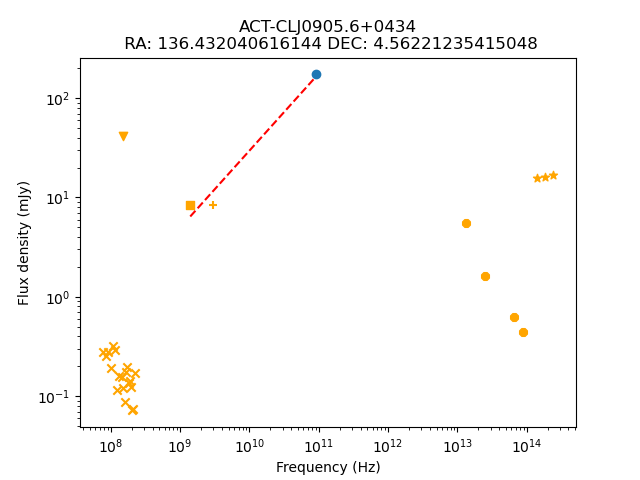 ACT-CLJ0905.6+0434
RA: 136.432040616144 DEC: 4.56221235415048
Flux density (mJy)
10²
10¹
10⁰
10⁻¹
10⁸ 10⁹ 10¹⁰ 10¹¹ 10¹² 10¹³ 10¹⁴
Frequency (Hz)